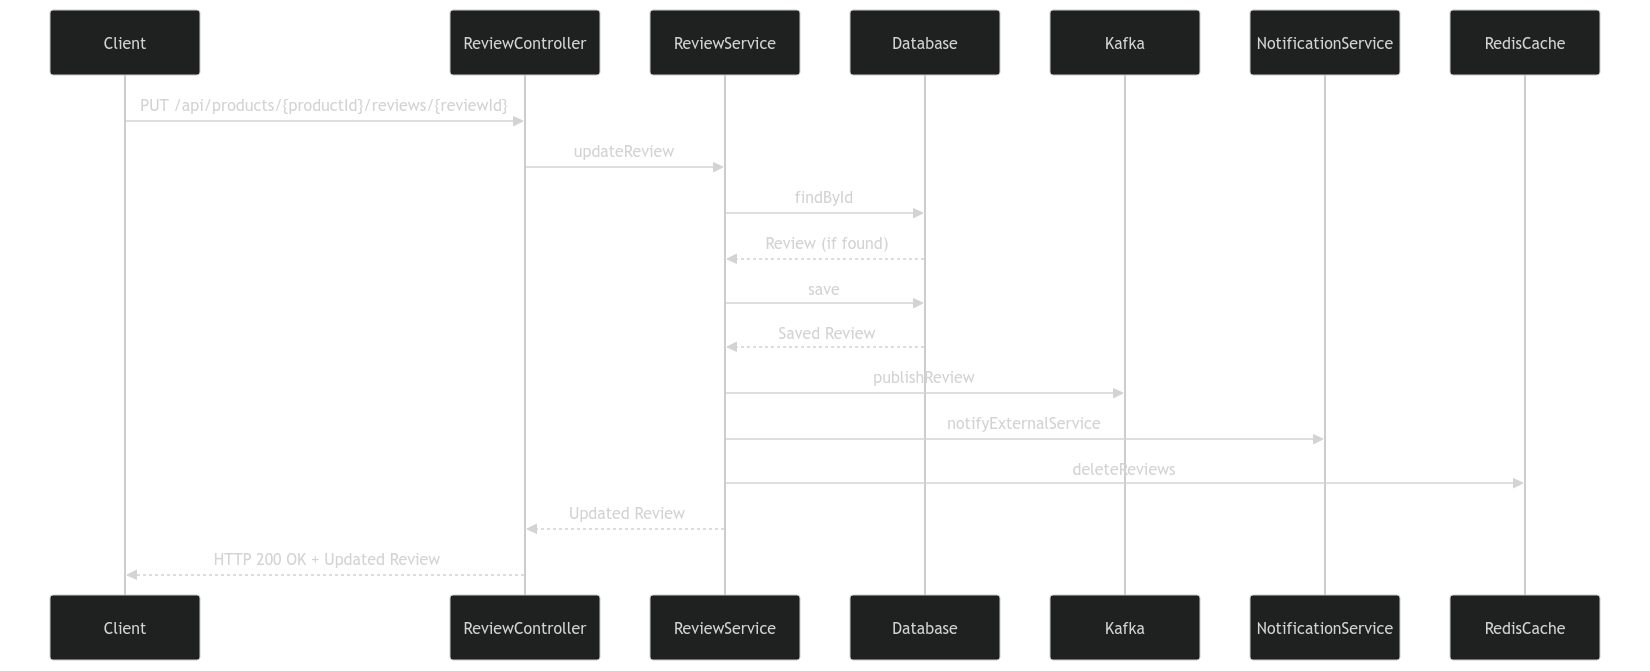 Client
ReviewController
ReviewService
Database
Kafka
NotificationService
RedisCache
PUT /api/products/{productId}/reviews/{reviewId}
updateReview
findById
Review (if found)
save
Saved Review
publishReview
notifyExternalService
deleteReviews
Updated Review
HTTP 200 OK + Updated Review
Client
ReviewController
ReviewService
Database
Kafka
NotificationService
RedisCache